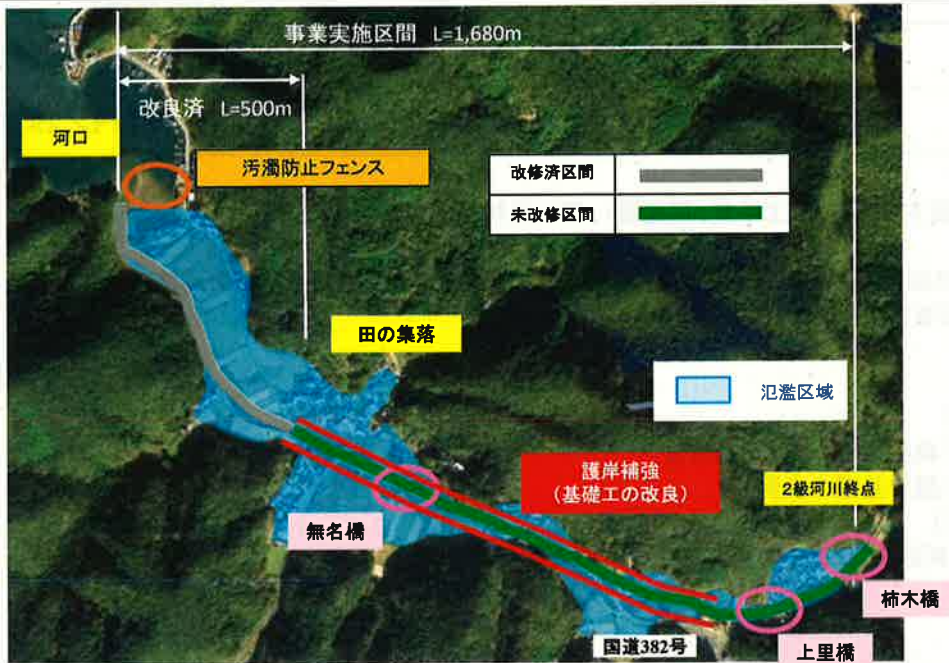 事業実施区間 L=1,680m
改良済 L=500m
河口
汚濁防止フェンス
改修済区間
未改修区間
田の集落
氾濫区域
護岸補強
(基礎工の改良)
2級河川終点
無名橋
柿木橋
国道382号
上里橋